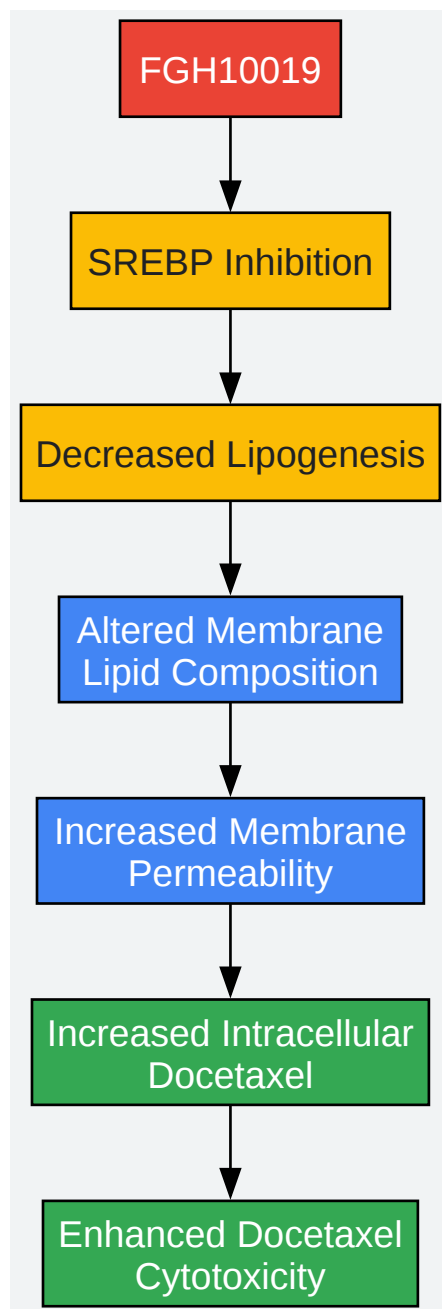 FGH10019
SREBP Inhibition
Decreased Lipogenesis
Altered Membrane
Lipid Composition
Increased Membrane
Permeability
Increased Intracellular
Docetaxel
Enhanced Docetaxel
Cytotoxicity